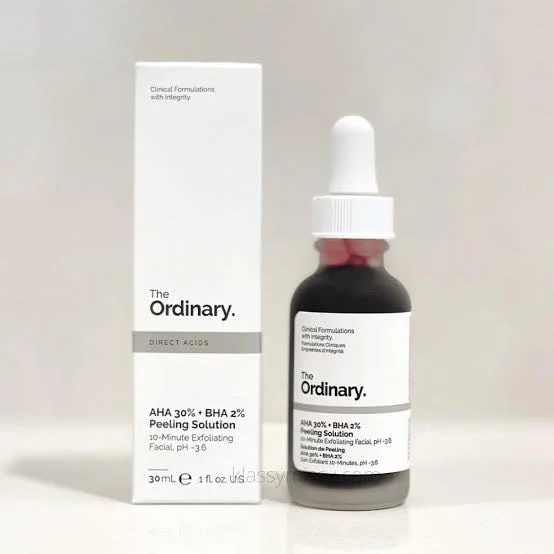 Clinical Formulations
with Integrity.
The
Ordinary.
DIRECT ACIDS
AHA 30% + BHA 2%
Peeling Solution
10-Minute Exfoliating
Facial, pH ~3.6
30 mL ℮ 1 fl. oz. U.S.
Clinical Formulations
with Integrity.
Formulations Cliniques
Empreintes d'Intégrité.
The
Ordinary.
AHA 30% + BHA 2%
Peeling Solution
10-Minute Exfoliating Facial, pH ~3.6
Solution de Peeling
AHA 30% + BHA 2%
Soin Exfoliant 10-Minutes, pH ~3.6